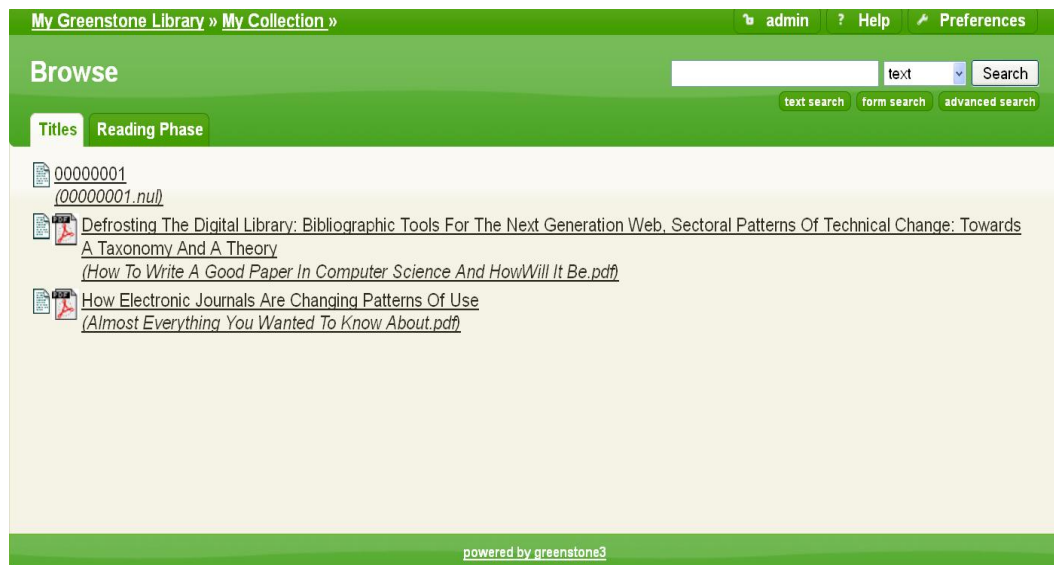 My Greenstone Library » My Collection » admin ? Help Preferences
Browse
text Search
text search form search advanced search
Titles Reading Phase
00000001
(00000001.nul)
PDF Defrosting The Digital Library: Bibliographic Tools For The Next Generation Web, Sectoral Patterns Of Technical Change: Towards
A Taxonomy And A Theory
(How To Write A Good Paper In Computer Science And HowWill It Be.pdf)
PDF How Electronic Journals Are Changing Patterns Of Use
(Almost Everything You Wanted To Know About.pdf)
powered by greenstone3